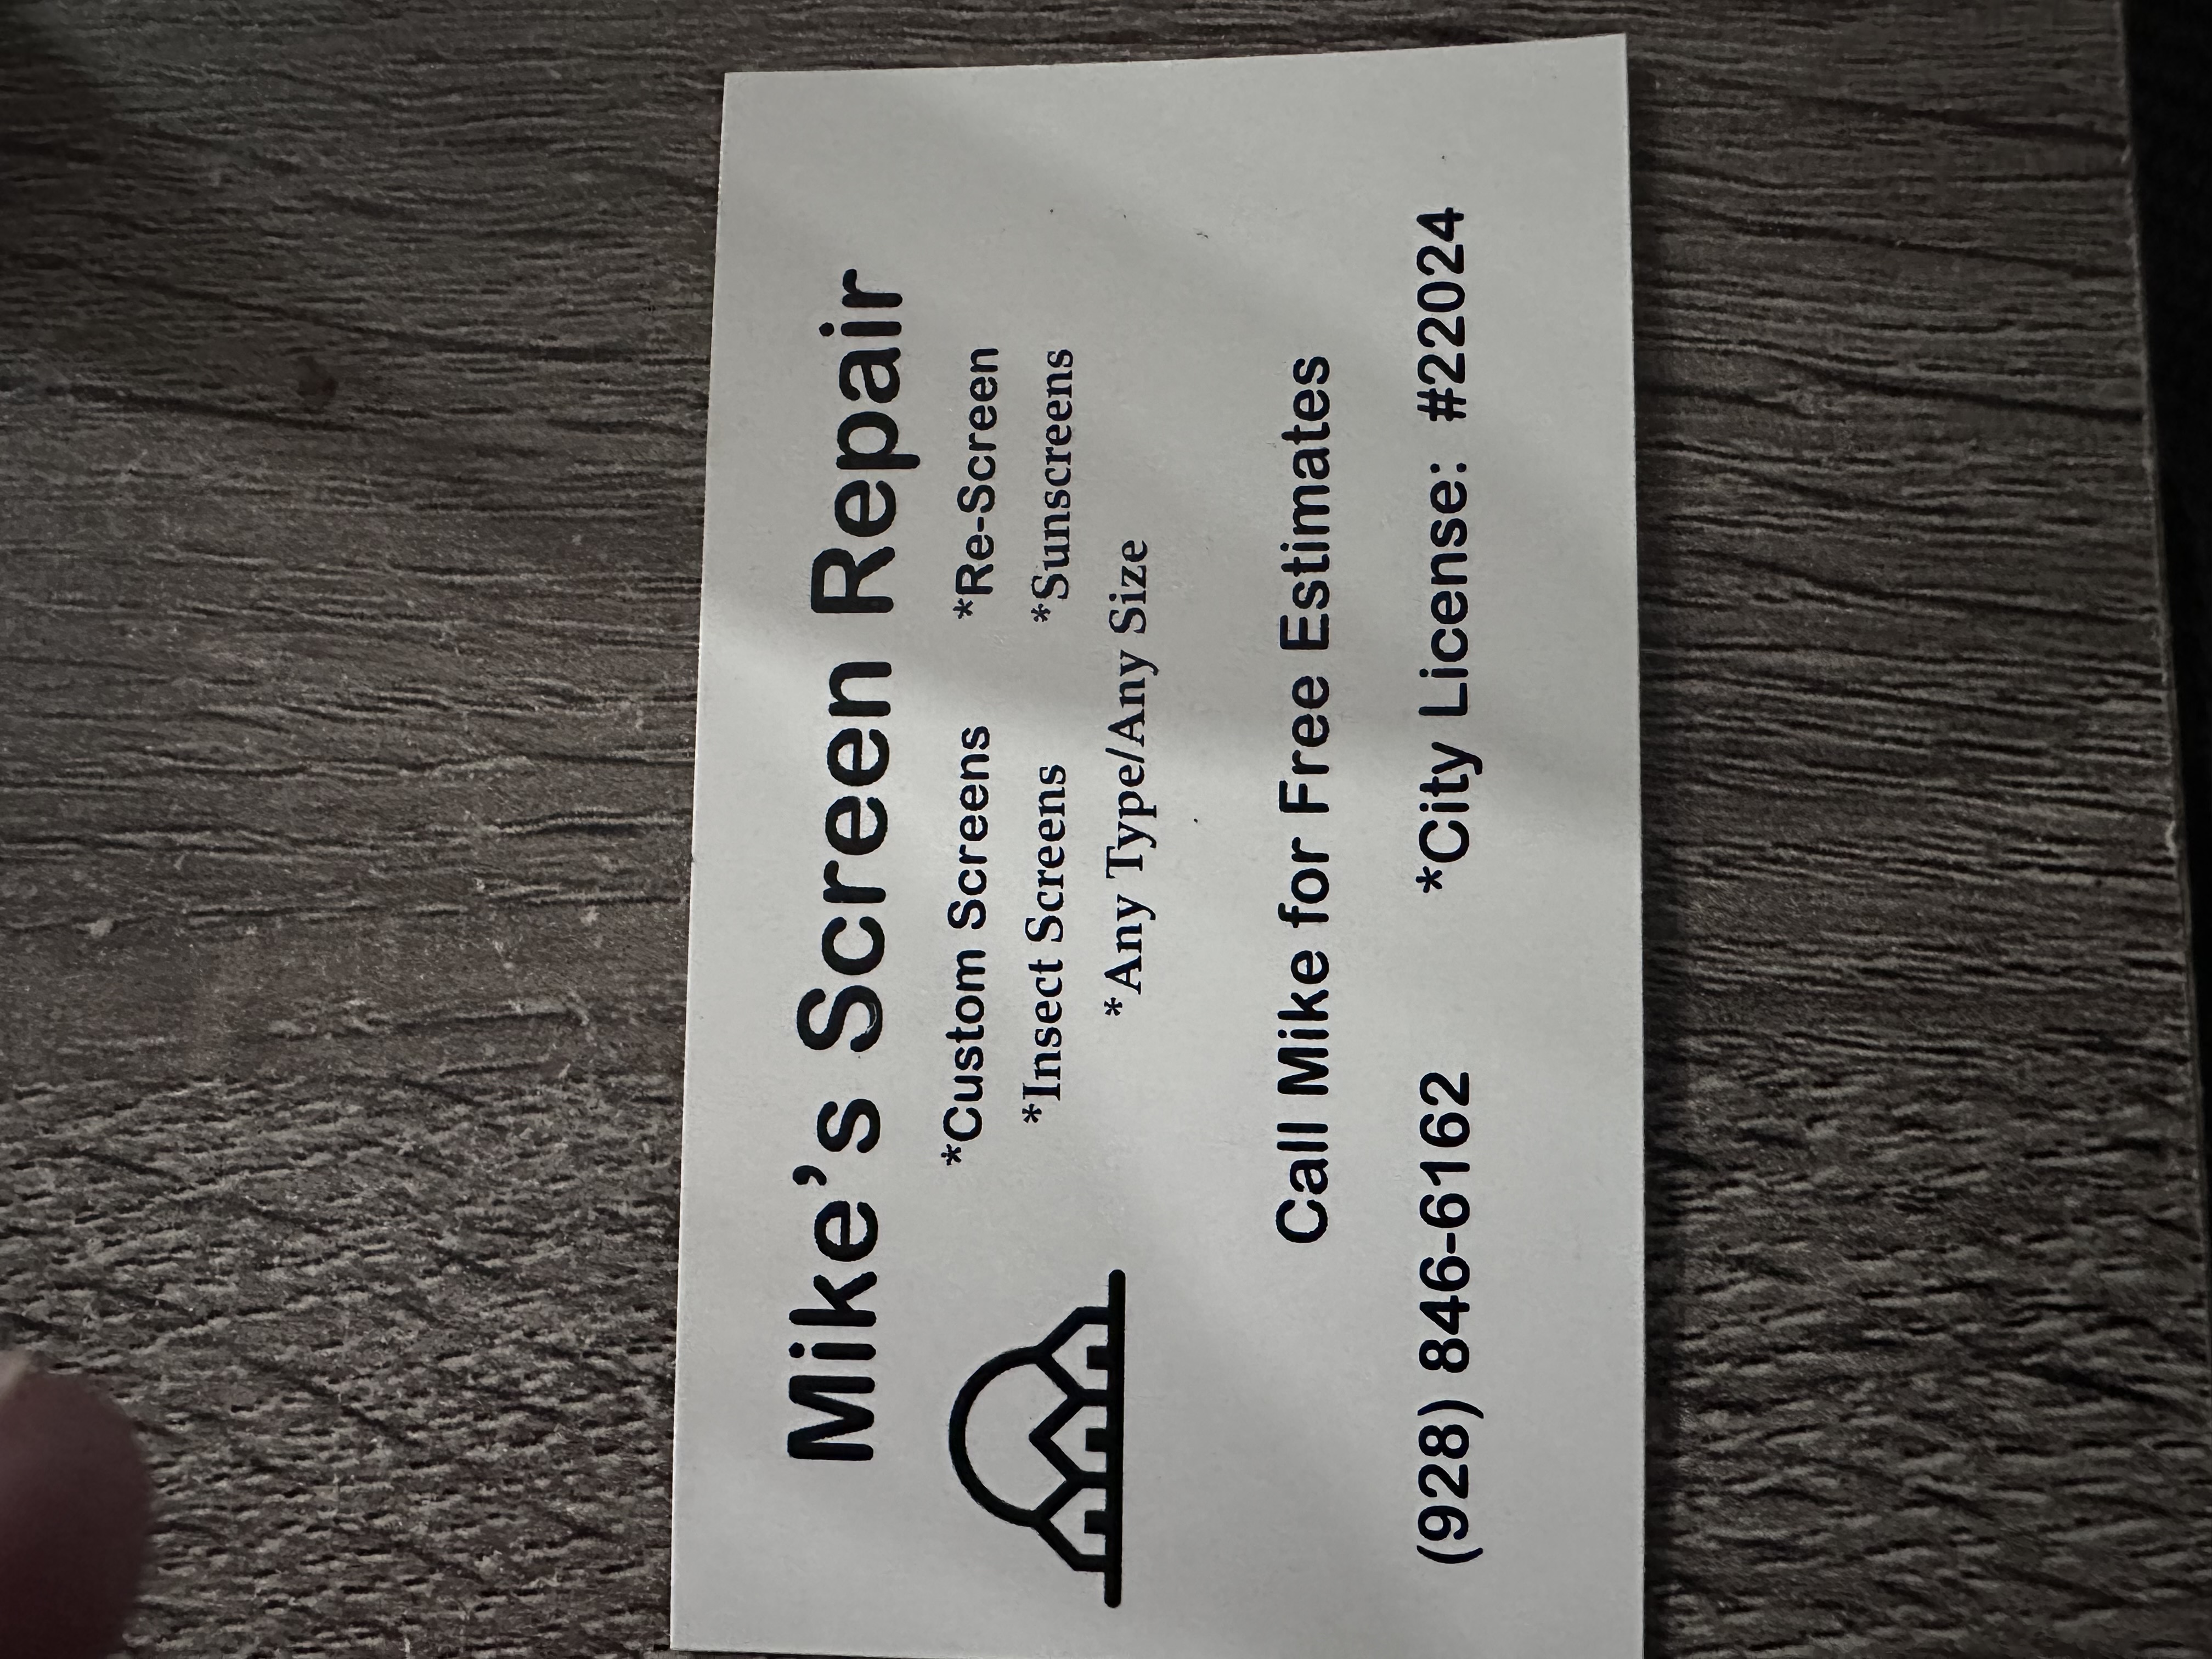 Mike's Screen Repair
*Custom Screens *Re-Screen
*Insect Screens *Sunscreens
*Any Type/Any Size
Call Mike for Free Estimates
(928) 846-6162 *City License: #22024